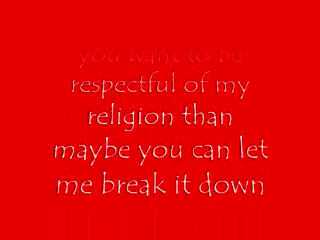 you want to be
respectful of my
religion than
maybe you can let
me break it down